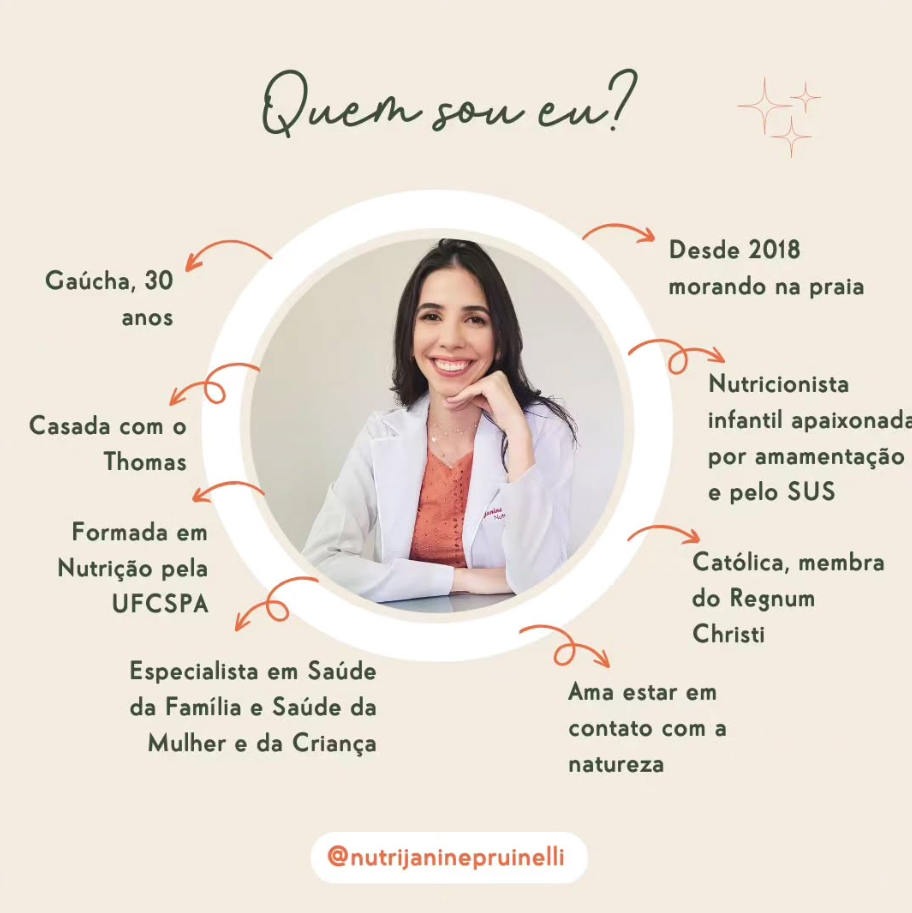 Quem sou eu?
Gaúcha, 30
anos
Casada com o
Thomas
Formada em
Nutrição pela
UFCSPA
Especialista em Saúde
da Família e Saúde da
Mulher e da Criança
Desde 2018
morando na praia
Nutricionista
infantil apaixonada
por amamentação
e pelo SUS
Católica, membra
do Regnum
Christi
Ama estar em
contato com a
natureza
@nutrijaninepruinelli